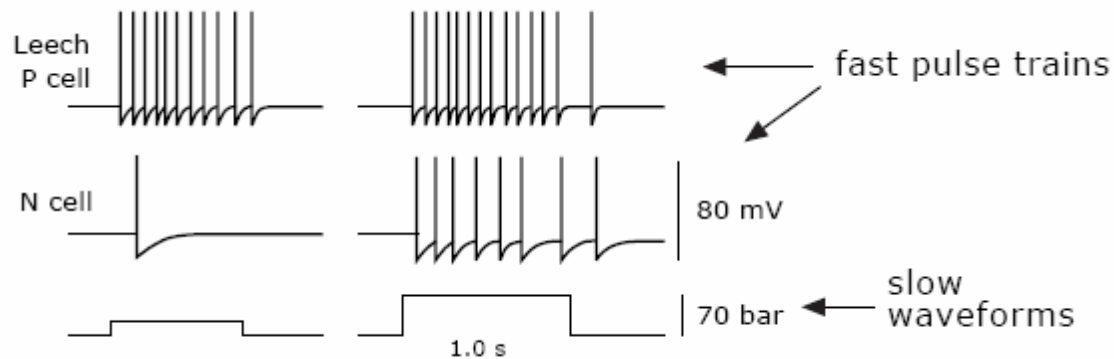 Leech
P cell
fast pulse trains
N cell
80 mV
slow
waveforms
70 bar
1.0 s